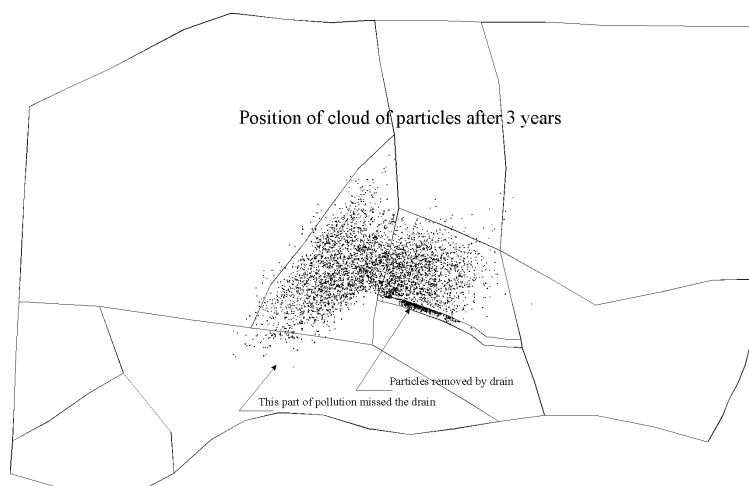 Position of cloud of particles after 3 years
Particles removed by drain
This part of pollution missed the drain